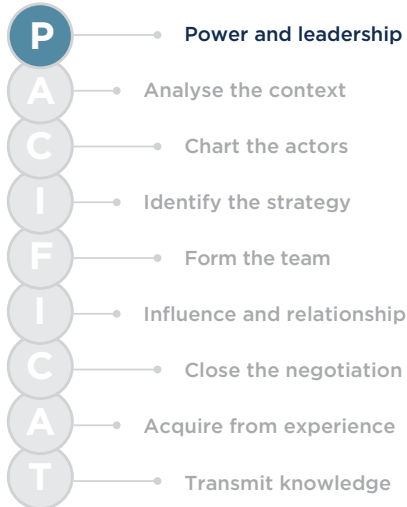 P Power and leadership
A Analyse the context
C Chart the actors
I Identify the strategy
F Form the team
I Influence and relationship
C Close the negotiation
A Acquire from experience
T Transmit knowledge